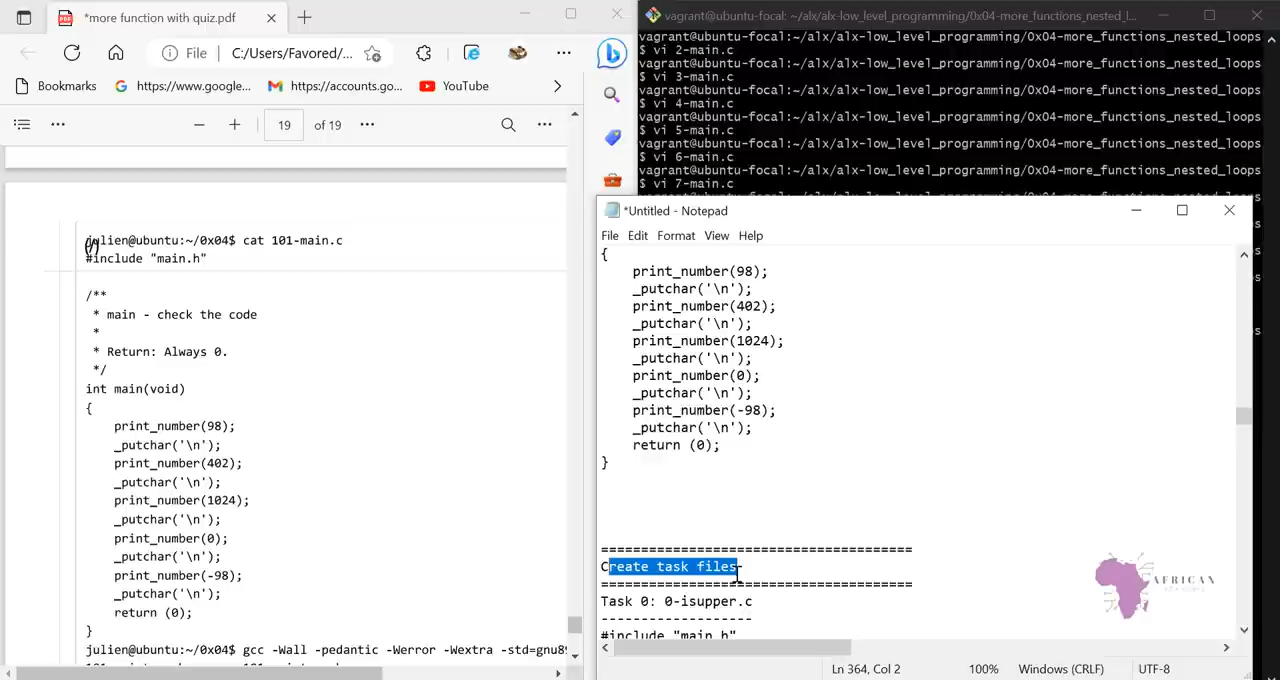 *more function with quiz.pdf
File
C:/Users/Favored/...
Bookmarks
https://www.google...
https://accounts.go...
YouTube
19 of 19
julien@ubuntu:~/0x04$ cat 101-main.c
#include "main.h"
/**
* main - check the code
*
* Return: Always 0.
*/
int main(void)
{
print_number(98);
_putchar('\n');
print_number(402);
_putchar('\n');
print_number(1024);
_putchar('\n');
print_number(0);
_putchar('\n');
print_number(-98);
_putchar('\n');
return (0);
}
julien@ubuntu:~/0x04$ gcc -Wall -pedantic -Werror -Wextra -std=gnu89
vagrant@ubuntu-focal: ~/alx/alx-low_level_programming/0x04-more_functions_nested_l...
vagrant@ubuntu-focal:~/alx/alx-low_level_programming/0x04-more_functions_nested_loops
$ vi 2-main.c
vagrant@ubuntu-focal:~/alx/alx-low_level_programming/0x04-more_functions_nested_loops
$ vi 3-main.c
vagrant@ubuntu-focal:~/alx/alx-low_level_programming/0x04-more_functions_nested_loops
$ vi 4-main.c
vagrant@ubuntu-focal:~/alx/alx-low_level_programming/0x04-more_functions_nested_loops
$ vi 5-main.c
vagrant@ubuntu-focal:~/alx/alx-low_level_programming/0x04-more_functions_nested_loops
$ vi 6-main.c
vagrant@ubuntu-focal:~/alx/alx-low_level_programming/0x04-more_functions_nested_loops
$ vi 7-main.c
*Untitled - Notepad
File Edit Format View Help
{
print_number(98);
_putchar('\n');
print_number(402);
_putchar('\n');
print_number(1024);
_putchar('\n');
print_number(0);
_putchar('\n');
print_number(-98);
_putchar('\n');
return (0);
}
=======================================
Create task files-
=======================================
Task 0: 0-isupper.c
-------------------
#include "main.h"
AFRICAN
Ln 364, Col 2
100%
Windows (CRLF)
UTF-8